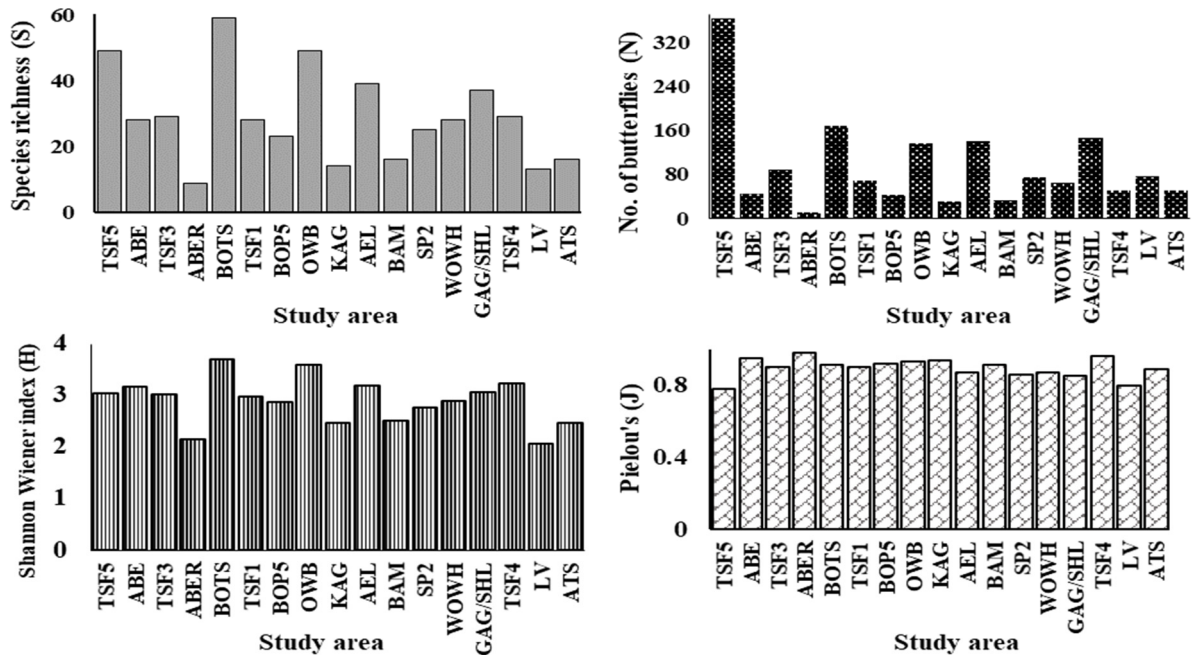 Species richness (S)
60
40
20
0
TSF5 ABE TSF3 ABER BOTS TSF1 BOP5 OWB KAG AEL BAM SP2 WOWH GAG/SHL TSF4 LV ATS
Study area
No. of butterflies (N)
320
240
160
80
0
TSF5 ABE TSF3 ABER BOTS TSF1 BOP5 OWB KAG AEL BAM SP2 WOWH GAG/SHL TSF4 LV ATS
Study area
Shannon Wiener index (H)
4
3
2
1
0
TSF5 ABE TSF3 ABER BOTS TSF1 BOP5 OWB KAG AEL BAM SP2 WOWH GAG/SHL TSF4 LV ATS
Study area
Pielou's (J)
0.8
0.4
0
TSF5 ABE TSF3 ABER BOTS TSF1 BOP5 OWB KAG AEL BAM SP2 WOWH GAG/SHL TSF4 LV ATS
Study area